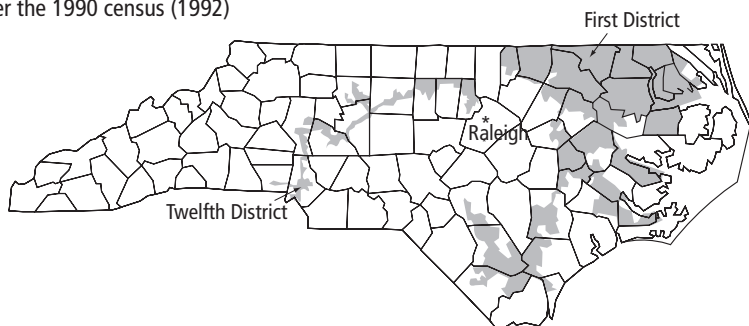 er the 1990 census (1992)
First District
*
Raleigh
Twelfth District